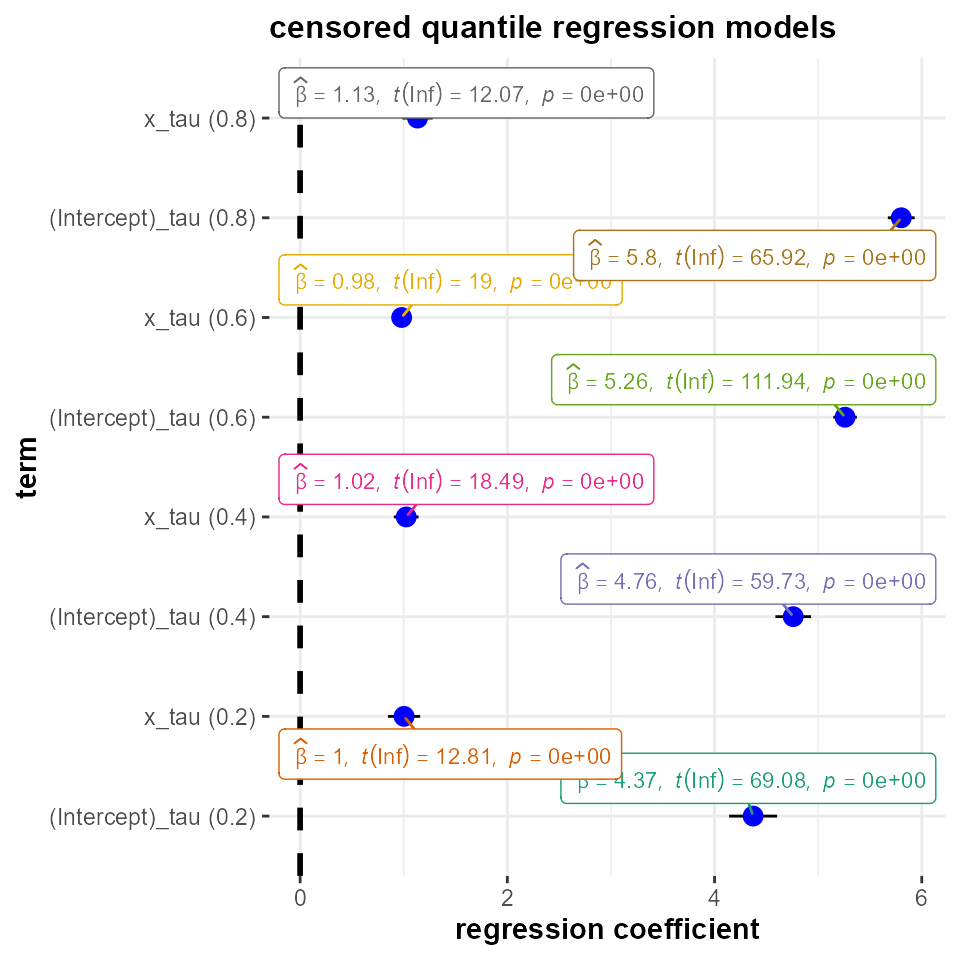 censored quantile regression models
β̂ = 1.13, t(Inf) = 12.07, p = 0e+00
x_tau (0.8)
(Intercept)_tau (0.8)
β̂ = 5.8, t(Inf) = 65.92, p = 0e+00
β̂ = 0.98, t(Inf) = 19, p = 0e+00
x_tau (0.6)
β̂ = 5.26, t(Inf) = 111.94, p = 0e+00
(Intercept)_tau (0.6)
β̂ = 1.02, t(Inf) = 18.49, p = 0e+00
x_tau (0.4)
β̂ = 4.76, t(Inf) = 59.73, p = 0e+00
(Intercept)_tau (0.4)
x_tau (0.2)
β̂ = 1, t(Inf) = 12.81, p = 0e+00
β = 4.37, t(Inf) = 69.08, p = 0e+00
(Intercept)_tau (0.2)
term
0 2 4 6
regression coefficient